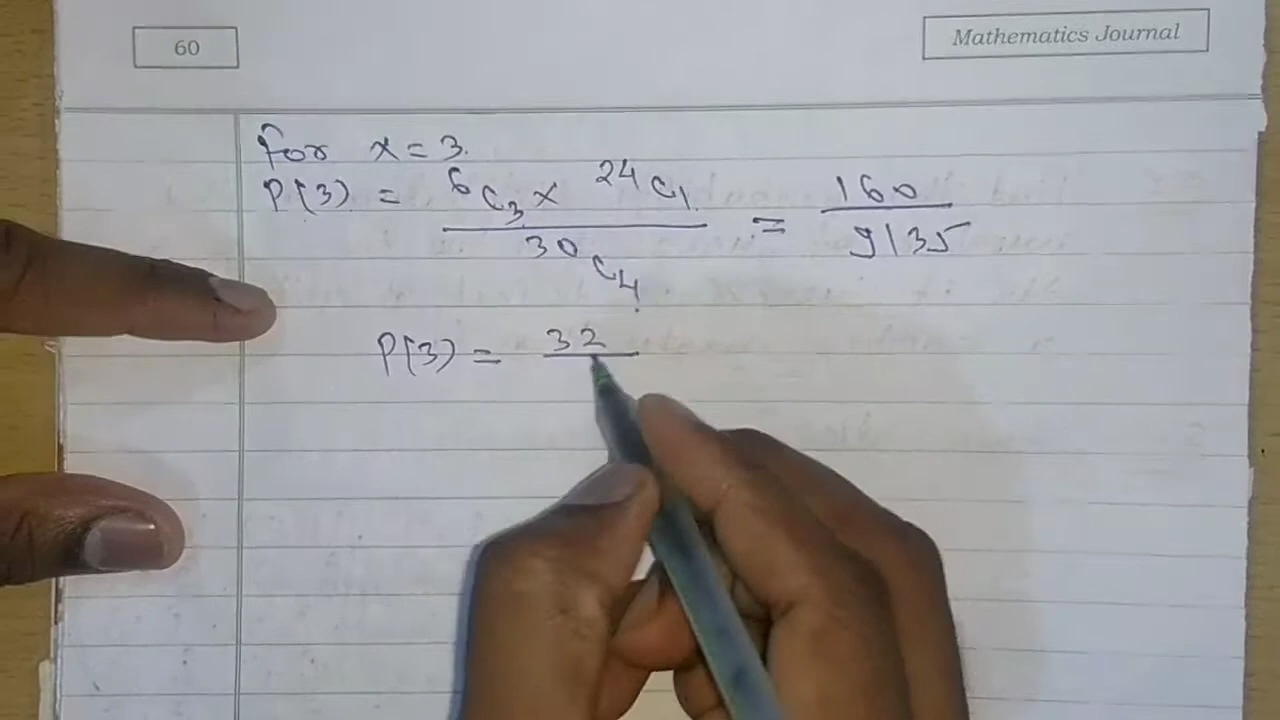 60
Mathematics Journal
for x = 3.
P(3) = ⁶C₃ × ²⁴C₁. / ³⁰C₄ = 160 / 9135
P(3) = 32